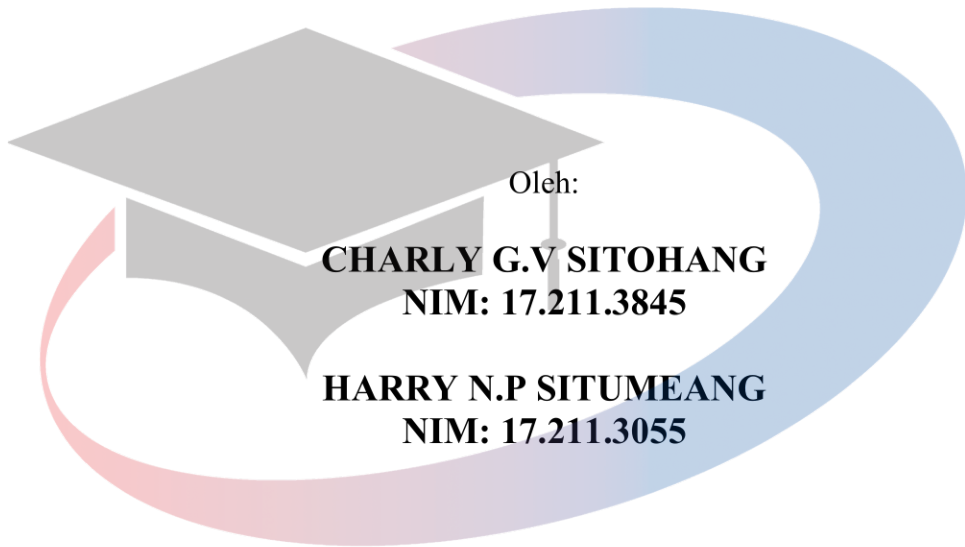 Oleh:
CHARLY G.V SITOHANG
NIM: 17.211.3845
HARRY N.P SITUMEANG
NIM: 17.211.3055